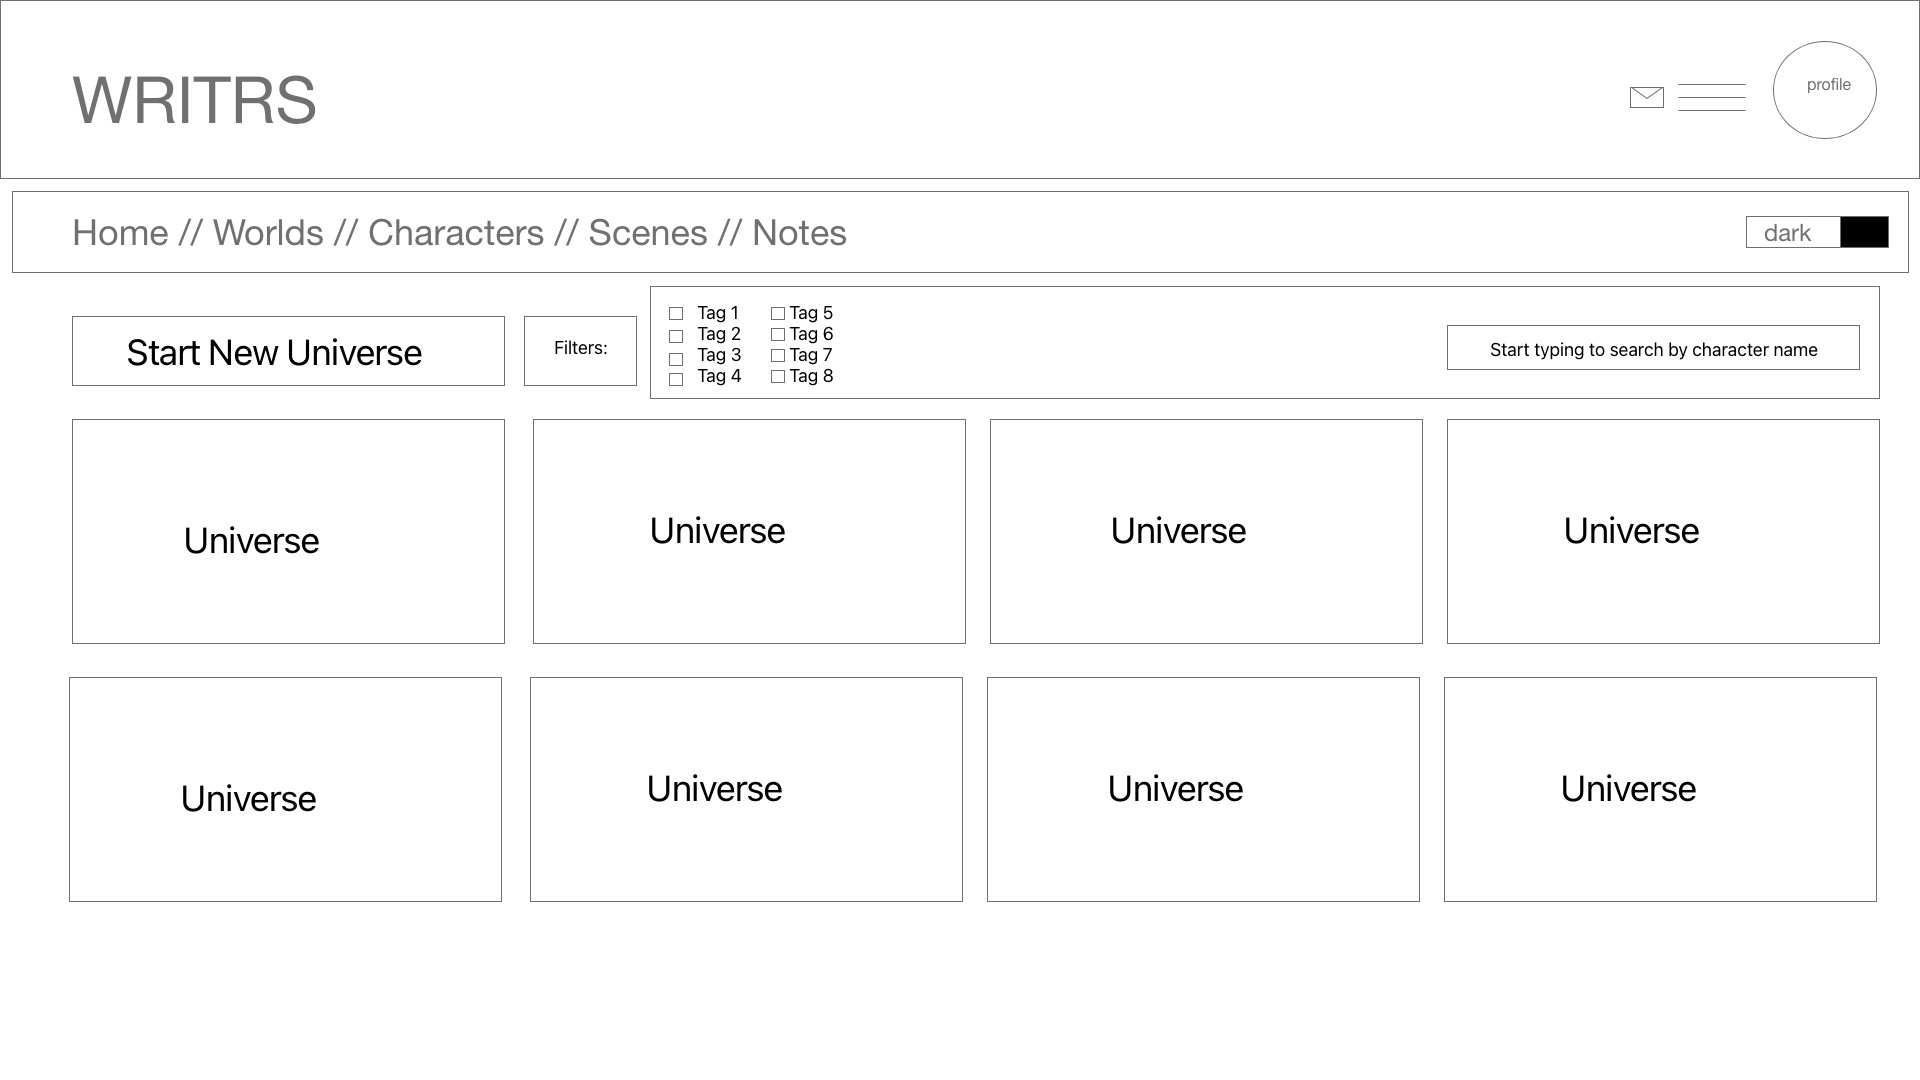 WRITRS
profile
Home // Worlds // Characters // Scenes // Notes
dark
Start New Universe
Filters:
Tag 1
Tag 2
Tag 3
Tag 4
Tag 5
Tag 6
Tag 7
Tag 8
Start typing to search by character name
Universe
Universe
Universe
Universe
Universe
Universe
Universe
Universe